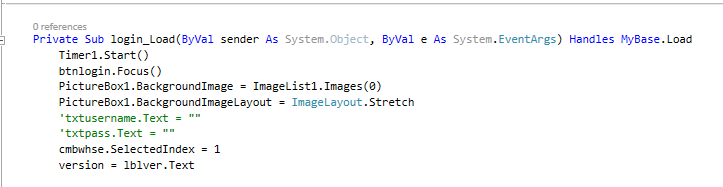 0 references
Private Sub login_Load(ByVal sender As System.Object, ByVal e As System.EventArgs) Handles MyBase.Load
Timer1.Start()
btnlogin.Focus()
PictureBox1.BackgroundImage = ImageList1.Images(0)
PictureBox1.BackgroundImageLayout = ImageLayout.Stretch
'txtusername.Text = ""
'txtpass.Text = ""
cmbwhse.SelectedIndex = 1
version = lblver.Text